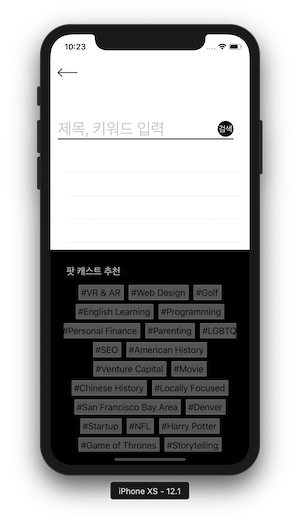 10:23
제목, 키워드 입력
검색
팟 캐스트 추천
#VR & AR #Web Design #Golf
#English Learning #Programming
#Personal Finance #Parenting #LGBTQ
#SEO #American History
#Venture Capital #Movie
#Chinese History #Locally Focused
#San Francisco Bay Area #Denver
#Startup #NFL #Harry Potter
#Game of Thrones #Storytelling
iPhone XS - 12.1